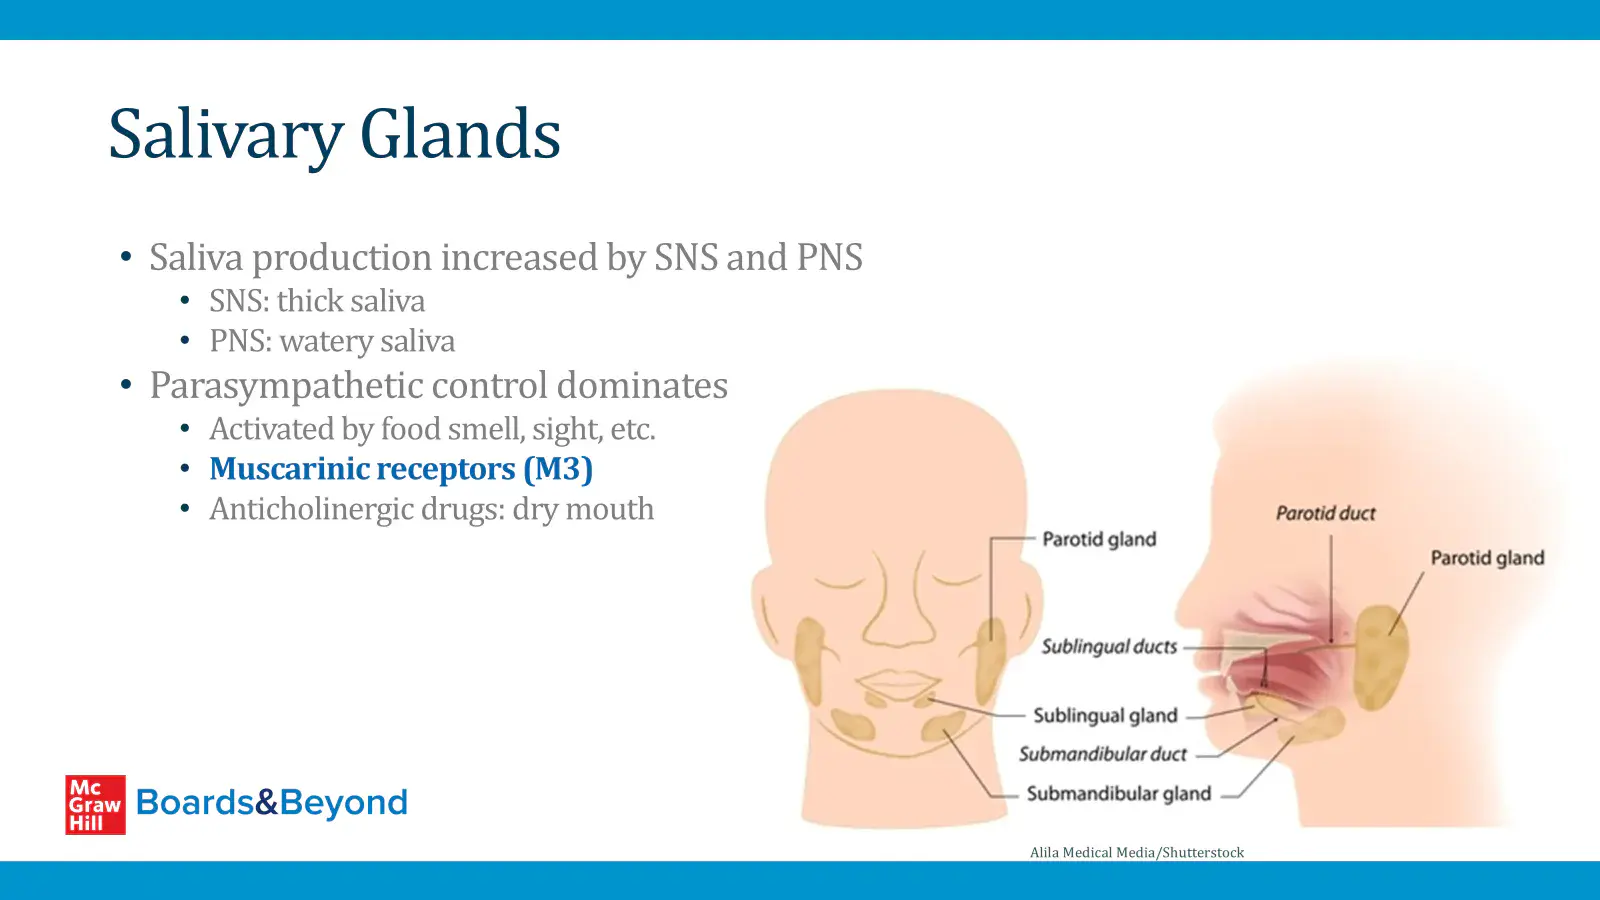 Salivary Glands
• Saliva production increased by SNS and PNS
• SNS: thick saliva
• PNS: watery saliva
• Parasympathetic control dominates
• Activated by food smell, sight, etc.
• Muscarinic receptors (M3)
• Anticholinergic drugs: dry mouth
Parotid gland
Parotid duct
Parotid gland
Sublingual ducts
Sublingual gland
Submandibular duct
Submandibular gland
Mc
Graw
Hill
Boards&Beyond
Alila Medical Media/Shutterstock